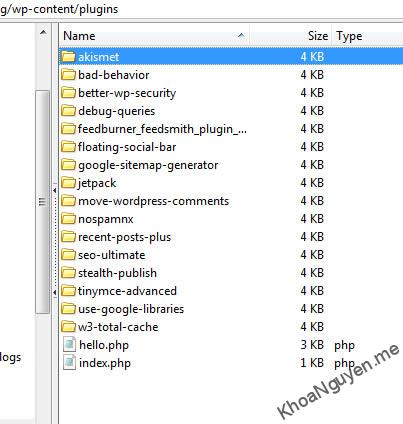 g/wp-content/plugins
Name Size Type
akismet 4 KB
bad-behavior 4 KB
better-wp-security 4 KB
debug-queries 4 KB
feedburner_feedsmith_plugin_... 4 KB
floating-social-bar 4 KB
google-sitemap-generator 4 KB
jetpack 4 KB
move-wordpress-comments 4 KB
nospamnx 4 KB
recent-posts-plus 4 KB
seo-ultimate 4 KB
stealth-publish 4 KB
tinymce-advanced 4 KB
use-google-libraries 4 KB
w3-total-cache 4 KB
hello.php 3 KB php
index.php 1 KB php
logs
KhoaNguyen.me